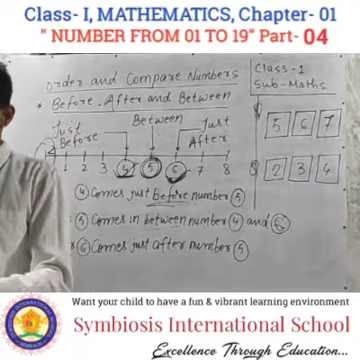 Class- I, MATHEMATICS, Chapter- 01
" NUMBER FROM 01 TO 19" Part- 04
Order and Compare Numbers
* Before, After and Between
Between
Just Before
Just After
1 2 3 4 5 6 7 8
④ Comes just before number ⑤
⑤ Comes in between number ④ and ⑥
⑥ Comes just after number ⑤
Class-1
Sub-Maths
5 6 7
2 3 4
Want your child to have a fun & vibrant learning environment
Symbiosis International School
Excellence Through Education...